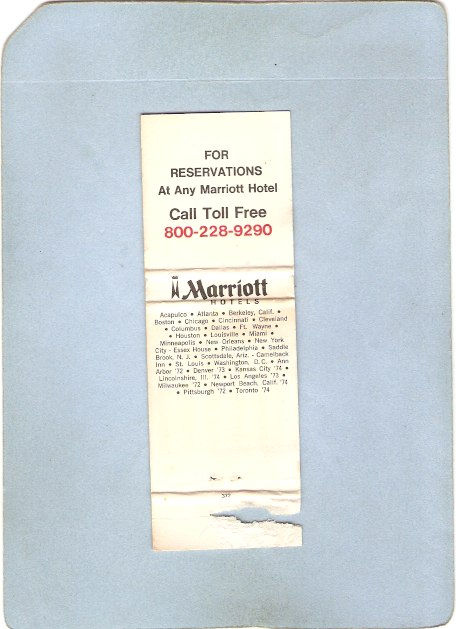 FOR
RESERVATIONS
At Any Marriott Hotel
Call Toll Free
800-228-9290
Marriott
HOTELS
Acapulco • Atlanta • Berkeley, Calif. •
Boston • Chicago • Cincinnati • Cleveland
• Columbus • Dallas • Ft. Wayne •
• Houston • Louisville • Miami •
Minneapolis • New Orleans • New York
City - Essex House • Philadelphia • Saddle
Brook, N. J. • Scottsdale, Ariz. - Camelback
Inn • St. Louis • Washington, D. C. • Ann
Arbor '72 • Denver '73 • Kansas City '74 •
Lincolnshire, Ill. '74 • Los Angeles '73 •
Milwaukee '72 • Newport Beach, Calif. '74
• Pittsburgh '72 • Toronto '74